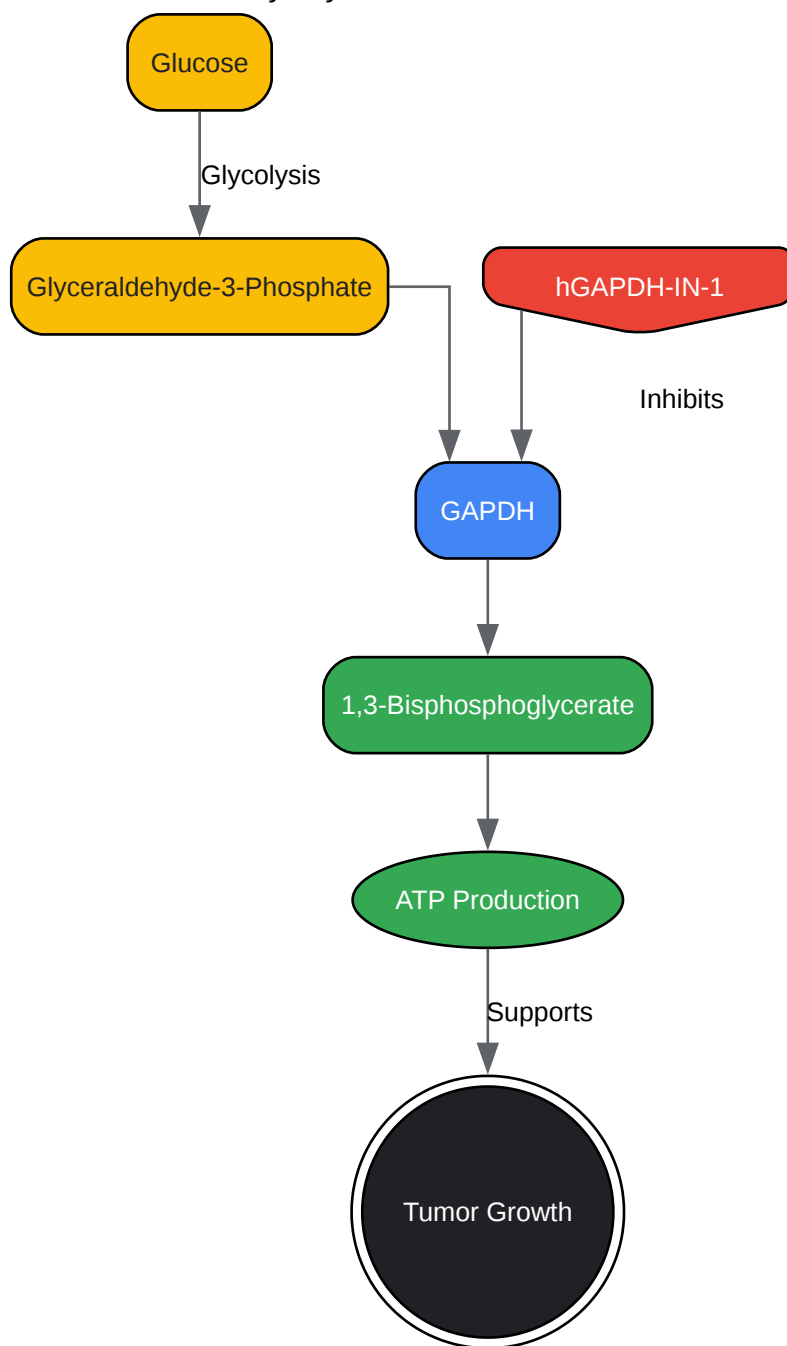 Glucose
Glycolysis
Glyceraldehyde-3-Phosphate
hGAPDH-IN-1
Inhibits
GAPDH
1,3-Bisphosphoglycerate
ATP Production
Supports
Tumor Growth